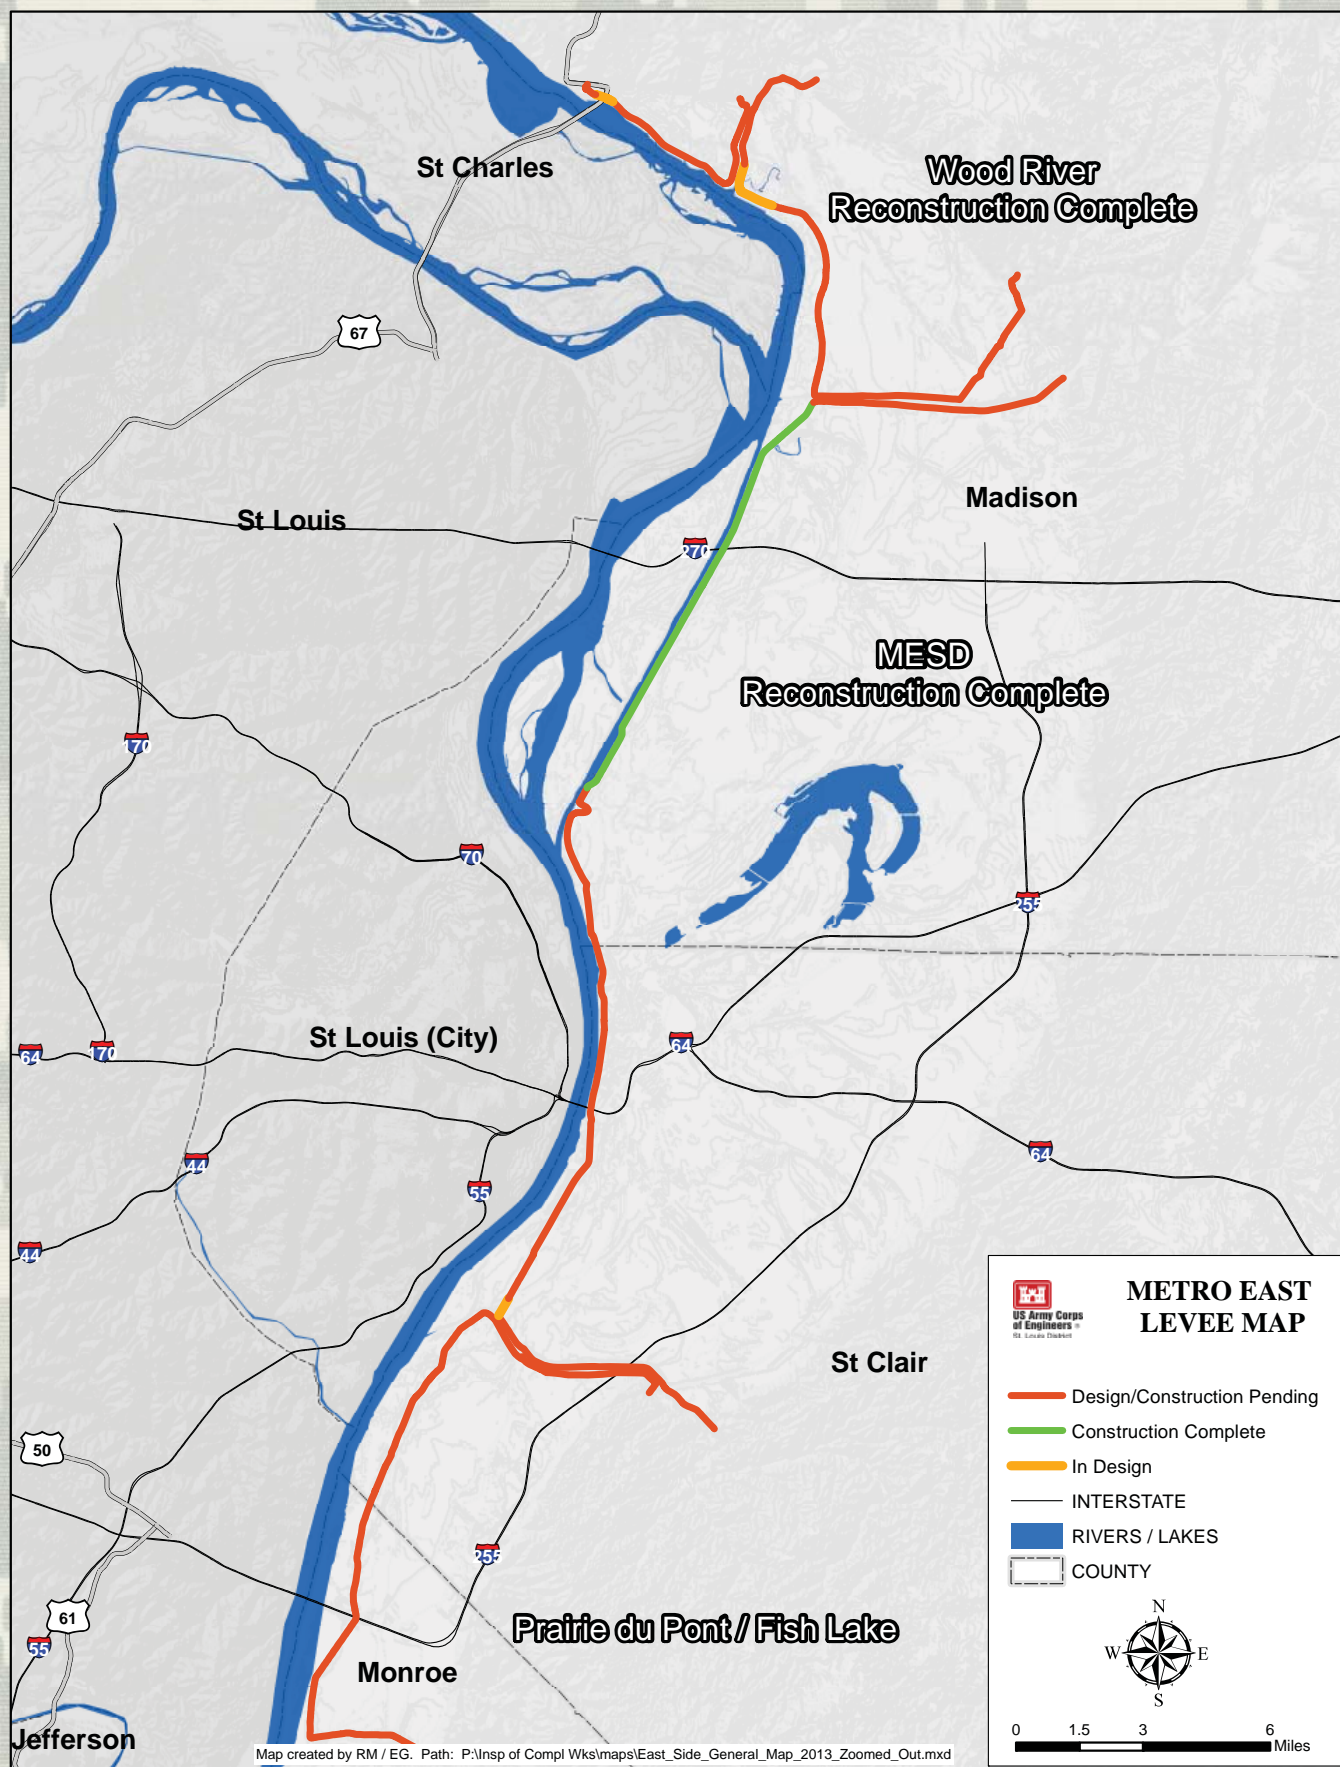 St Charles
Wood River
Reconstruction Complete
67
Madison
St Louis
270
MESD
Reconstruction Complete
170
70
255
St Louis (City)
64
170
64
44
64
55
44
METRO EAST
LEVEE MAP
US Army Corps
of Engineers ®
St. Louis District
St Clair
Design/Construction Pending
Construction Complete
50
In Design
INTERSTATE
RIVERS / LAKES
255
COUNTY
61
N
Prairie du Pont / Fish Lake
55
W
E
Monroe
S
0 1.5 3 6
Jefferson
Miles
Map created by RM / EG. Path: P:\Insp of Compl Wks\maps\East_Side_General_Map_2013_Zoomed_Out.mxd